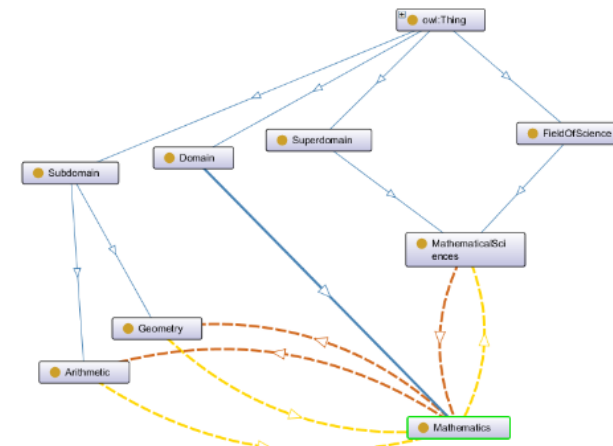 owl:Thing
Superdomain
FieldOfScience
Domain
Subdomain
MathematicalSci
ences
Geometry
Arithmetic
Mathematics